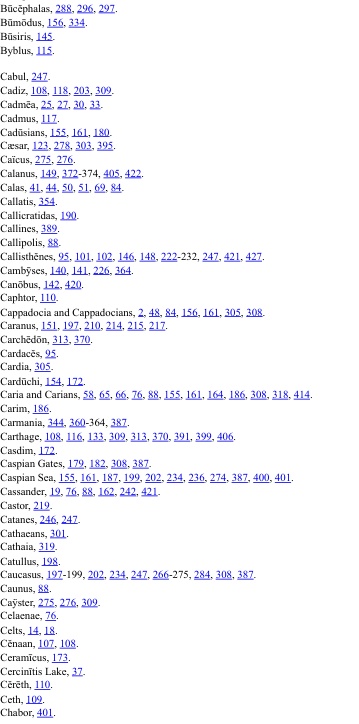 Būcĕphalas, 288, 296, 297.
Būmōdus, 156, 334.
Būsiris, 145.
Byblus, 115.

Cabul, 247.
Cadiz, 108, 118, 203, 309.
Cadmēa, 25, 27, 30, 33.
Cadmus, 117.
Cadūsians, 155, 161, 180.
Cæsar, 123, 278, 303, 395.
Caïcus, 275, 276.
Calanus, 149, 372-374, 405, 422.
Calas, 41, 44, 50, 51, 69, 84.
Callatis, 354.
Callicratidas, 190.
Callines, 389.
Callipolis, 88.
Callisthĕnes, 95, 101, 102, 146, 148, 222-232, 247, 421, 427.
Cambȳses, 140, 141, 226, 364.
Canōbus, 142, 420.
Caphtor, 110.
Cappadocia and Cappadocians, 2, 48, 84, 156, 161, 305, 308.
Caranus, 151, 197, 210, 214, 215, 217.
Carchēdōn, 313, 370.
Cardacēs, 95.
Cardia, 305.
Cardūchi, 154, 172.
Caria and Carians, 58, 65, 66, 76, 88, 155, 161, 164, 186, 308, 318, 414.
Carim, 186.
Carmania, 344, 360-364, 387.
Carthage, 108, 116, 133, 309, 313, 370, 391, 399, 406.
Casdim, 172.
Caspian Gates, 179, 182, 308, 387.
Caspian Sea, 155, 161, 187, 199, 202, 234, 236, 274, 387, 400, 401.
Cassander, 19, 76, 88, 162, 242, 421.
Castor, 219.
Catanes, 246, 247.
Cathaeans, 301.
Cathaia, 319.
Catullus, 198.
Caucasus, 197-199, 202, 234, 247, 266-275, 284, 308, 387.
Caunus, 88.
Caÿster, 275, 276, 309.
Celaenae, 76.
Celts, 14, 18.
Cĕnaan, 107, 108.
Ceramīcus, 173.
Cercinītis Lake, 37.
Cĕrēth, 110.
Ceth, 109.
Chabor, 401.